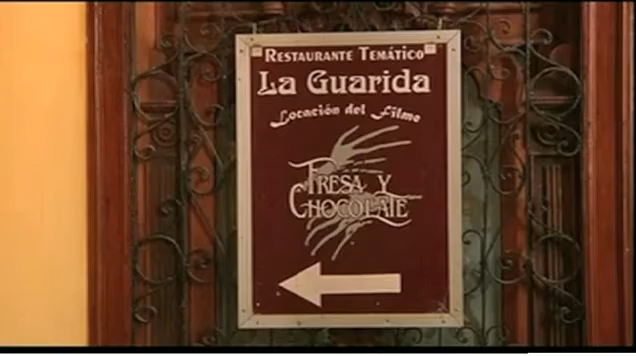 RESTAURANTE TEMÁTICO
LA GUARIDA
Locación del Filme
FRESA Y
CHOCOLATE